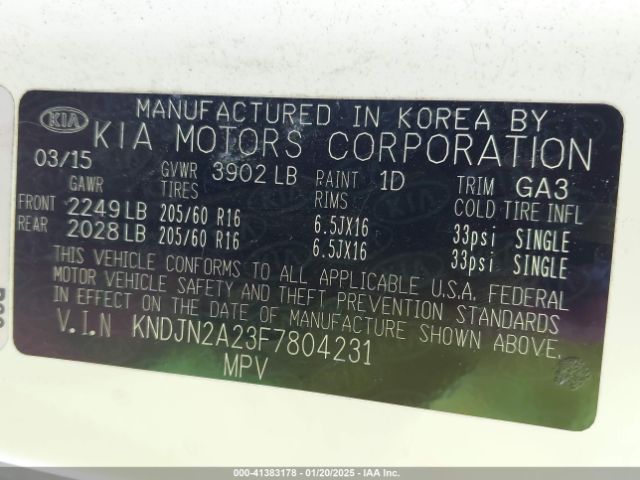 MANUFACTURED IN KOREA BY
KIA KIA MOTORS CORPORATION
03/15 GVWR 3902 LB PAINT 1D TRIM GA3
GAWR TIRES RIMS COLD TIRE INFL
FRONT 2249 LB 205/60 R16 6.5JX16 33psi SINGLE
REAR 2028 LB 205/60 R16 6.5JX16 33psi SINGLE
THIS VEHICLE CONFORMS TO ALL APPLICABLE U.S.A. FEDERAL
MOTOR VEHICLE SAFETY AND THEFT PREVENTION STANDARDS
IN EFFECT ON THE DATE OF MANUFACTURE SHOWN ABOVE.
V.I.N KNDJN2A23F7804231
MPV
000-41383178 - 01/20/2025 - IAA Inc.